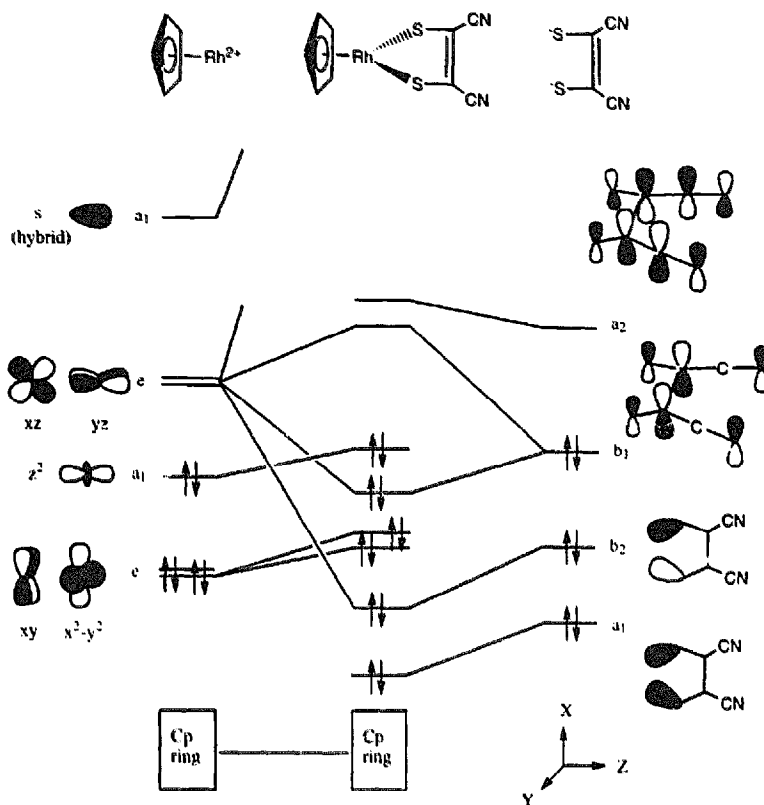 Rh²⁺
Rh
S
S
CN
CN
⁻S
⁻S
CN
CN
s
(hybrid)
a₁
a₂
e
xz
yz
C
C
b₁
z²
a₁
b₂
CN
CN
e
xy
x²-y²
a₁
CN
CN
Cp
ring
Cp
ring
X
Y
Z